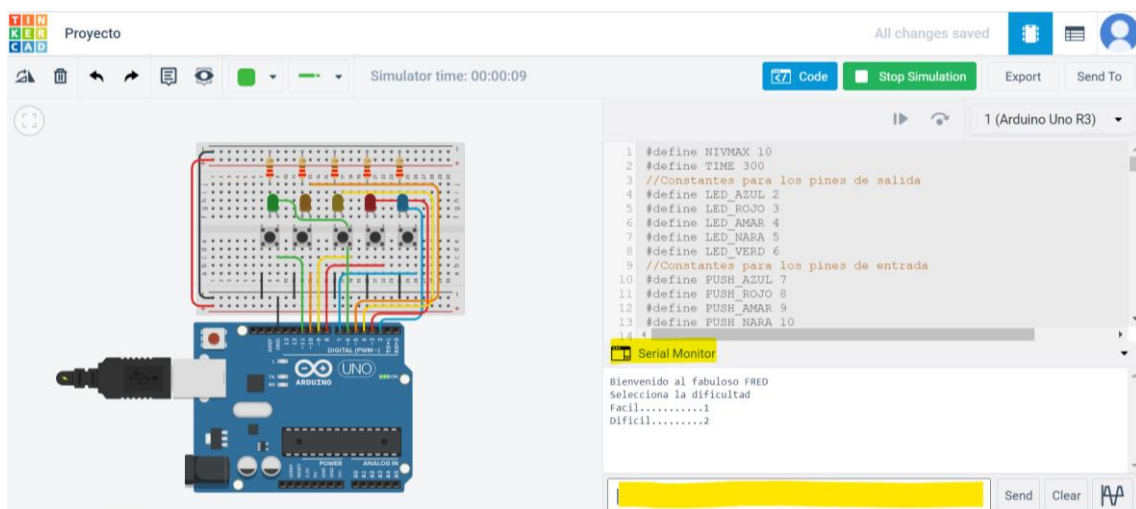 TIN
KER
CAD
Proyecto
All changes saved
Simulator time: 00:00:09
Code
Stop Simulation
Export
Send To
1 (Arduino Uno R3)
1 #define NIVMAX 10
2 #define TIME 300
3 //Constantes para los pines de salida
4 #define LED_AZUL 2
5 #define LED_ROJO 3
6 #define LED_AMAR 4
7 #define LED_NARA 5
8 #define LED_VERD 6
9 //Constantes para los pines de entrada
10 #define PUSH_AZUL 7
11 #define PUSH_ROJO 8
12 #define PUSH_AMAR 9
13 #define PUSH NARA 10
14
DIGITAL (PWM~)
UNO
ARDUINO
POWER
ANALOG IN
Serial Monitor
Bienvenido al fabuloso FRED
Selecciona la dificultad
Facil...........1
Dificil.........2
Send
Clear